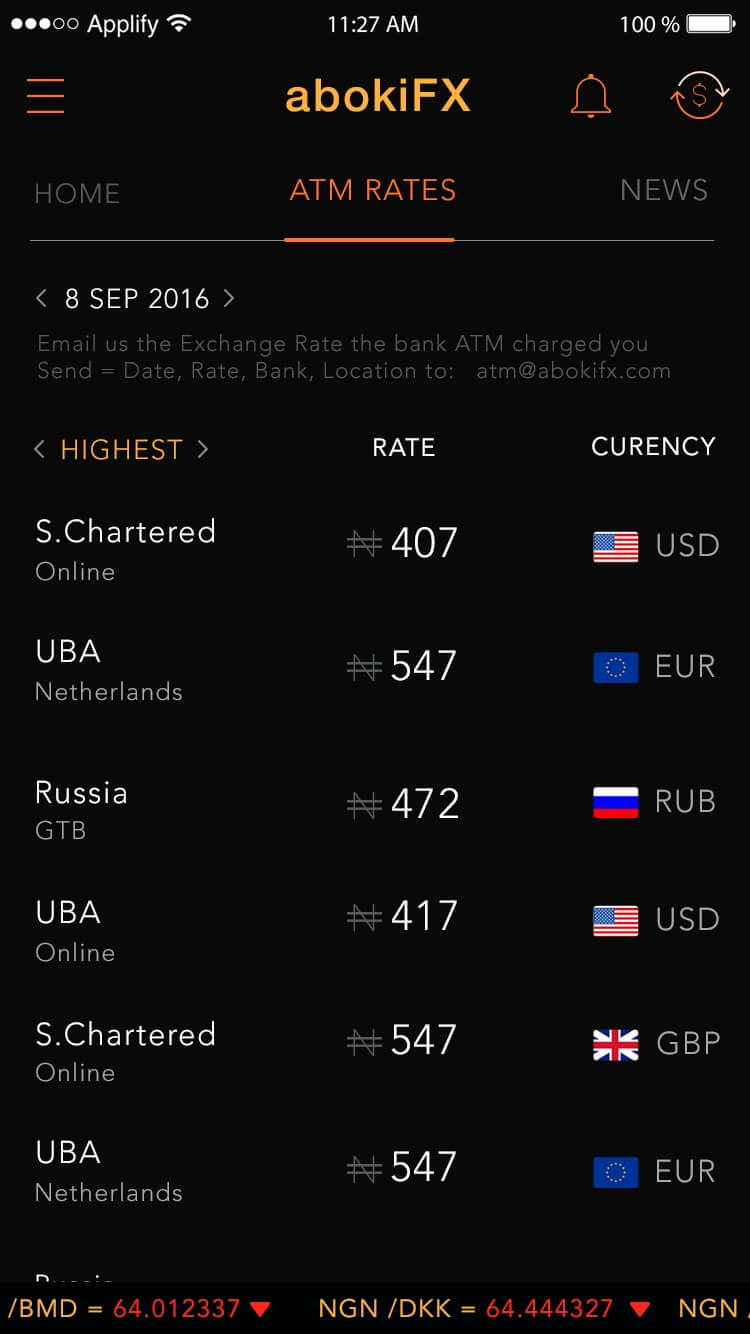 Applify 11:27 AM 100 %
abokiFX
HOME ATM RATES NEWS
< 8 SEP 2016 >
Email us the Exchange Rate the bank ATM charged you
Send = Date, Rate, Bank, Location to: atm@abokifx.com
< HIGHEST > RATE CURENCY
S.Chartered ₦ 407 USD
Online
UBA ₦ 547 EUR
Netherlands
Russia ₦ 472 RUB
GTB
UBA ₦ 417 USD
Online
S.Chartered ₦ 547 GBP
Online
UBA ₦ 547 EUR
Netherlands
/BMD = 64.012337 ▼ NGN /DKK = 64.444327 ▼ NGN /